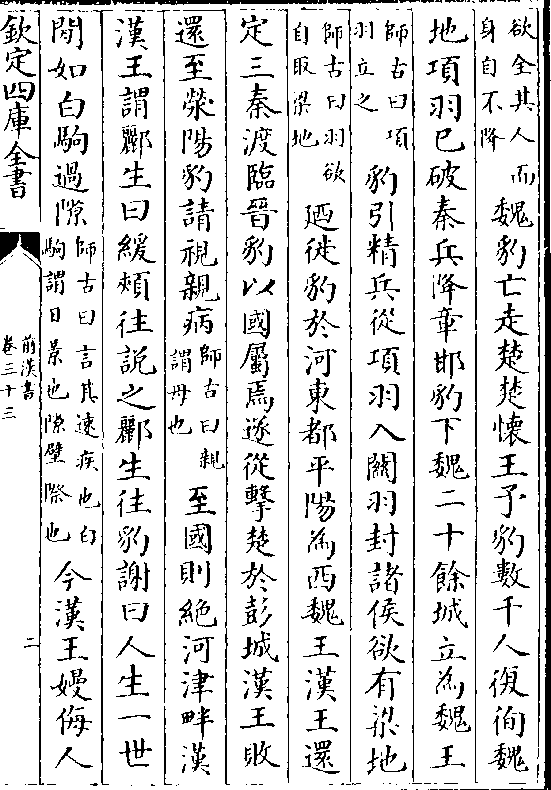 欲全其人而身自不降魏豹亡走楚楚懷王予豹數千人復徇魏
地項羽已破秦兵降章邯豹下魏二十餘城立為魏王
師古曰項羽立之豹引精兵從項羽入關羽封諸侯欲有梁地
師古曰羽欲自取梁地廼徙豹於河東都平陽為西魏王漢王還
定三秦渡臨晉豹以國屬焉遂從擊楚於彭城漢王敗
還至滎陽豹請視親病師古曰親謂母也至國則絕河津畔漢
漢王謂酈生曰緩頰往說之酈生往豹謝曰人生一世
間如白駒過隙師古曰言其速疾也白駒謂日景也隙壁際也今漢王嫚侮人
欽定四庫全書
前漢書
卷三十三
二